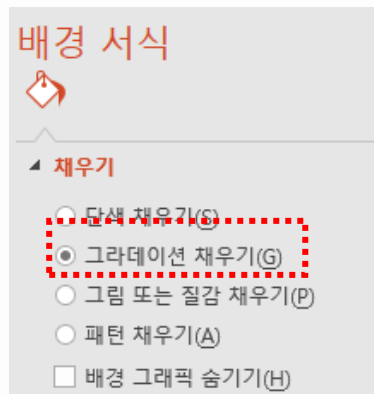 배경 서식
채우기
단색 채우기(S)
그라데이션 채우기(G)
그림 또는 질감 채우기(P)
패턴 채우기(A)
배경 그래픽 숨기기(H)